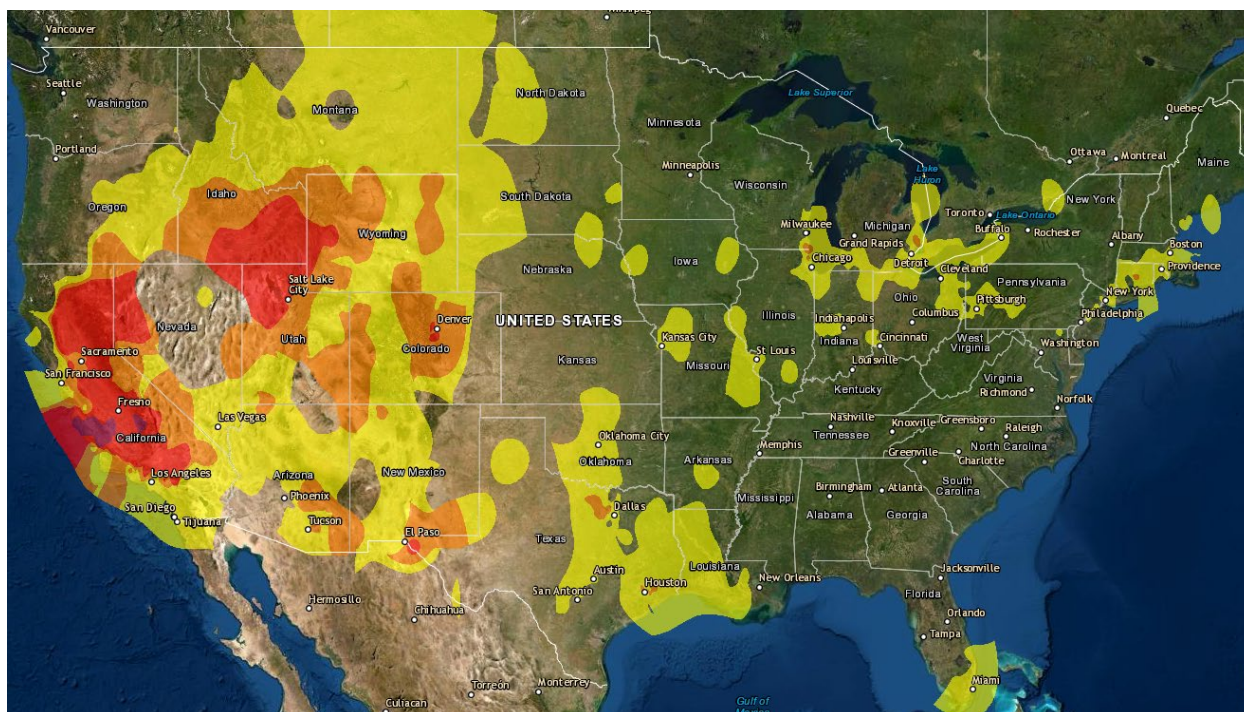 Winnipeg
Vancouver
Seattle
Washington
Montana
North Dakota
Minnesota
Lake Superior
Quebec
Portland
Ottawa
Montreal
Maine
Minneapolis
Lake
Huron
Oregon
Idaho
South Dakota
Wisconsin
Toronto
Lake Ontario
New York
Wyoming
Milwaukee
Michigan
Grand Rapids
Buffalo
Rochester
Albany
Boston
Nebraska
Iowa
Chicago
Detroit
Cleveland
Providence
Salt Lake
City
Pennsylvania
Nevada
Ohio
Pittsburgh
New York
Denver
UNITED STATES
Illinois
Indianapolis
Columbus
Philadelphia
Utah
Colorado
Kansas City
Indiana
Cincinnati
West
Virginia
Washington
Sacramento
San Francisco
Kansas
Missouri
St Louis
Louisville
Kentucky
Virginia
Richmond
Fresno
Las Vegas
Norfolk
California
Nashville
Tennessee
Knoxville
Greensboro
Raleigh
Oklahoma City
Memphis
North Carolina
Los Angeles
Arizona
New Mexico
Oklahoma
Arkansas
Greenville
Charlotte
Phoenix
Mississippi
Birmingham
Atlanta
South
Carolina
San Diego
Tijuana
Tucson
Dallas
Alabama
Georgia
El Paso
Texas
Louisiana
Austin
Houston
New Orleans
Jacksonville
San Antonio
Florida
Hermosillo
Chihuahua
Orlando
Tampa
Torreón
Monterrey
Miami
Culiacan
Gulf of
Mexico